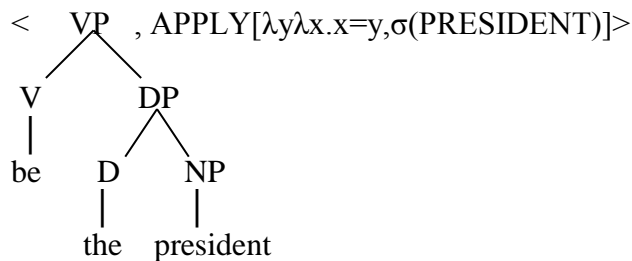 < VP , APPLY[λyλx.x=y,σ(PRESIDENT)]>
V DP
be D NP
the president